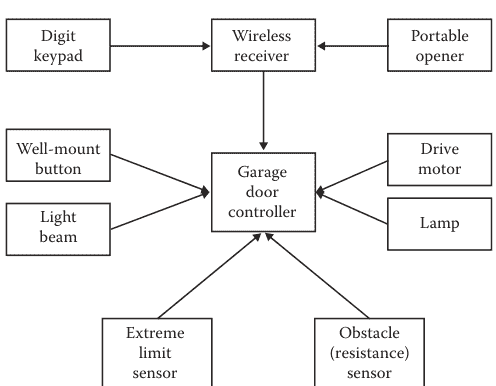 Digit
keypad
Wireless
receiver
Portable
opener
Well-mount
button
Garage
door
controller
Drive
motor
Light
beam
Lamp
Extreme
limit
sensor
Obstacle
(resistance)
sensor